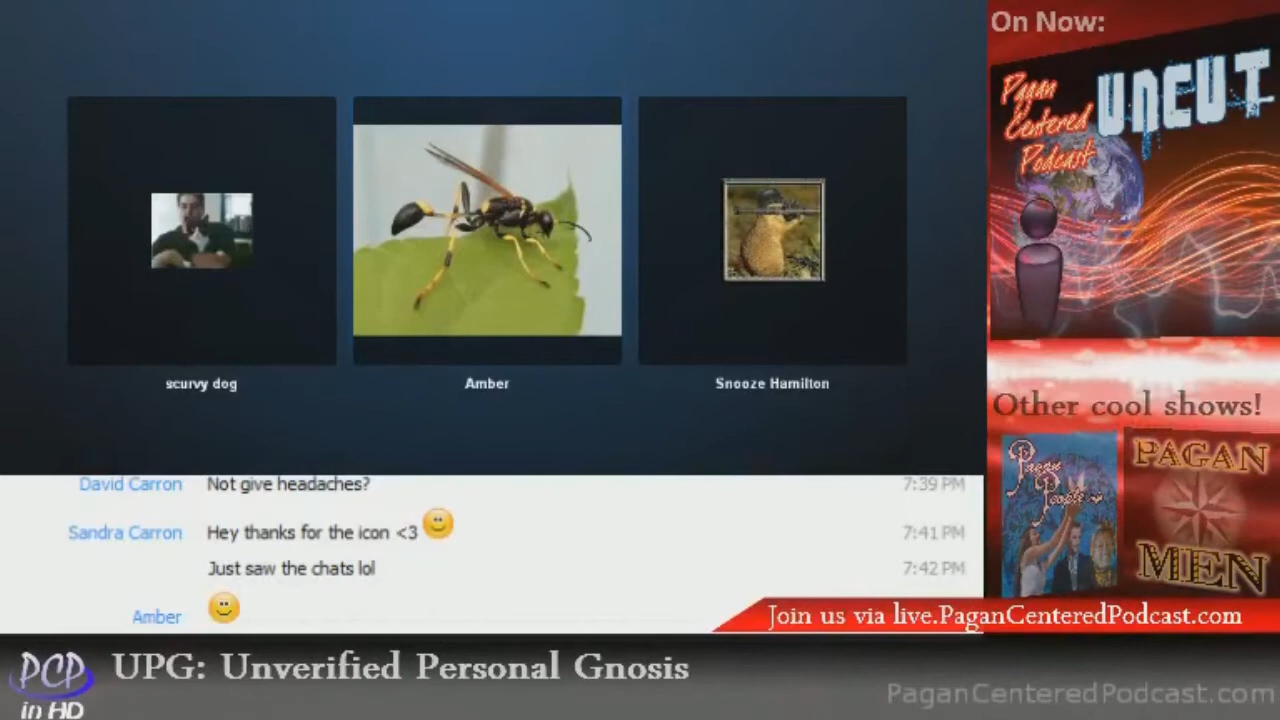 On Now:
Pagan
Centered
Podcast
UNCUT
scurvy dog
Amber
Snooze Hamilton
Other cool shows!
Pagan
People
PAGAN
MEN
David Carron Not give headaches? 7:39 PM
Sandra Carron Hey thanks for the icon <3 7:41 PM
Just saw the chats lol 7:42 PM
Amber
Join us via live.PaganCenteredPodcast.com
PCP
in HD
UPG: Unverified Personal Gnosis
PaganCenteredPodcast.com